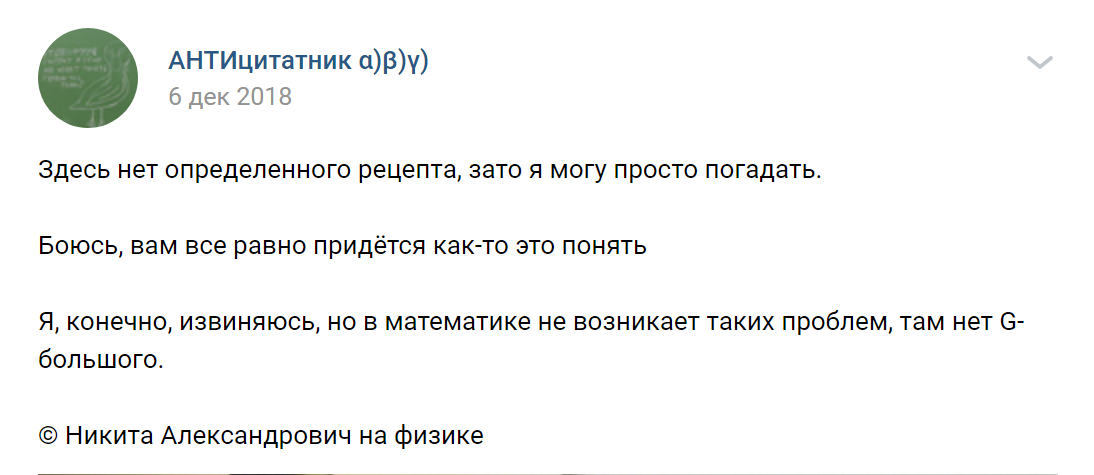 АНТИцитатник α)β)γ)
6 дек 2018
Здесь нет определенного рецепта, зато я могу просто погадать.
Боюсь, вам все равно придётся как-то это понять
Я, конечно, извиняюсь, но в математике не возникает таких проблем, там нет G-
большого.
© Никита Александрович на физике